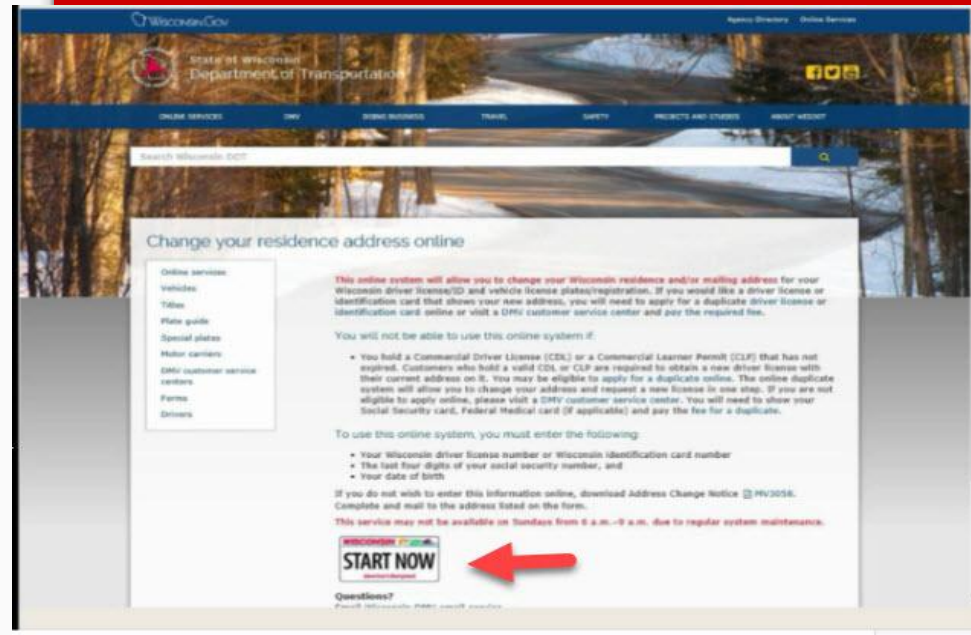 Wisconsin.Gov
Agency Directory Online Services
State of Wisconsin
Department of Transportation
ONLINE SERVICES DMV DOING BUSINESS TRAVEL SAFETY PROJECTS AND STUDIES ABOUT WISDOT
Search Wisconsin DOT
Change your residence address online
Online services
Vehicles
Titles
Plate guide
Special plates
Motor carriers
DMV customer service
centers
Forms
Drivers
This online system will allow you to change your Wisconsin residence and/or mailing address for your
Wisconsin driver license/ID and vehicle license plates/registration. If you would like a driver license or
identification card that shows your new address, you will need to apply for a duplicate driver license or
identification card online or visit a DMV customer service center and pay the required fee.
You will not be able to use this online system if:
• You hold a Commercial Driver License (CDL) or a Commercial Learner Permit (CLP) that has not
expired. Customers who hold a valid CDL or CLP are required to obtain a new driver license with
their current address on it. You may be eligible to apply for a duplicate online. The online duplicate
system will allow you to change your address and request a new license in one step. If you are not
eligible to apply online, please visit a DMV customer service center. You will need to show your
Social Security card, Federal Medical card (if applicable) and pay the fee for a duplicate.
To use this online system, you must enter the following:
• Your Wisconsin driver license number or Wisconsin identification card number
• The last four digits of your social security number, and
• Your date of birth
If you do not wish to enter this information online, download Address Change Notice MV3058.
Complete and mail to the address listed on the form.
This service may not be available on Sundays from 6 a.m.-9 a.m. due to regular system maintenance.
WISCONSIN
START NOW
Questions?
Email Wisconsin DMV email service